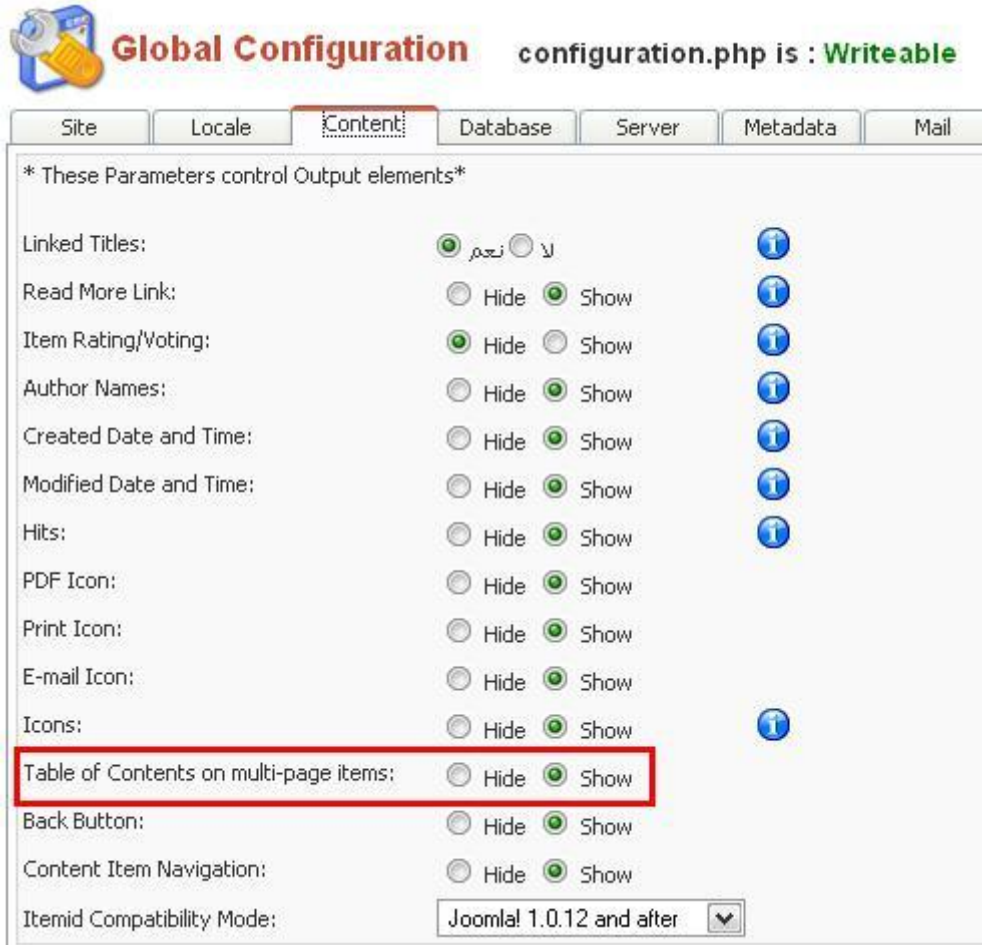 Global Configuration configuration.php is : Writeable
Site Locale Content Database Server Metadata Mail
* These Parameters control Output elements*
Linked Titles: نعم لا
Read More Link: Hide Show
Item Rating/Voting: Hide Show
Author Names: Hide Show
Created Date and Time: Hide Show
Modified Date and Time: Hide Show
Hits: Hide Show
PDF Icon: Hide Show
Print Icon: Hide Show
E-mail Icon: Hide Show
Icons: Hide Show
Table of Contents on multi-page items: Hide Show
Back Button: Hide Show
Content Item Navigation: Hide Show
Itemid Compatibility Mode: Joomla! 1.0.12 and after